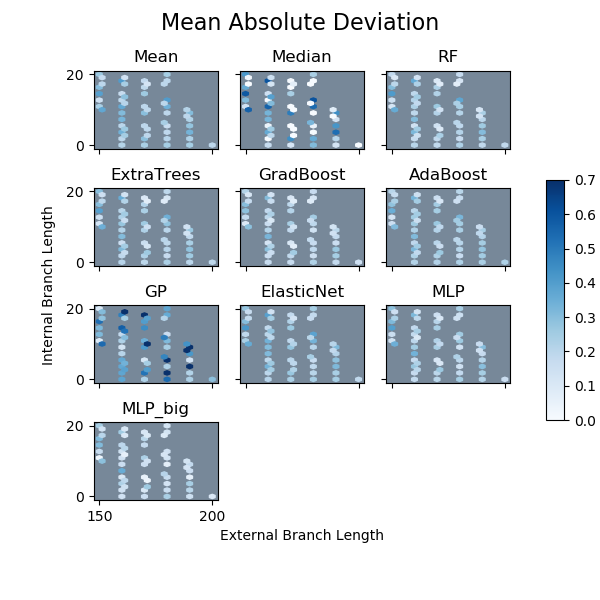 Mean Absolute Deviation
Mean
Median
RF
20
0
ExtraTrees
GradBoost
AdaBoost
20
0
GP
ElasticNet
MLP
20
0
MLP_big
20
0
150
200
Internal Branch Length
External Branch Length
0.7
0.6
0.5
0.4
0.3
0.2
0.1
0.0